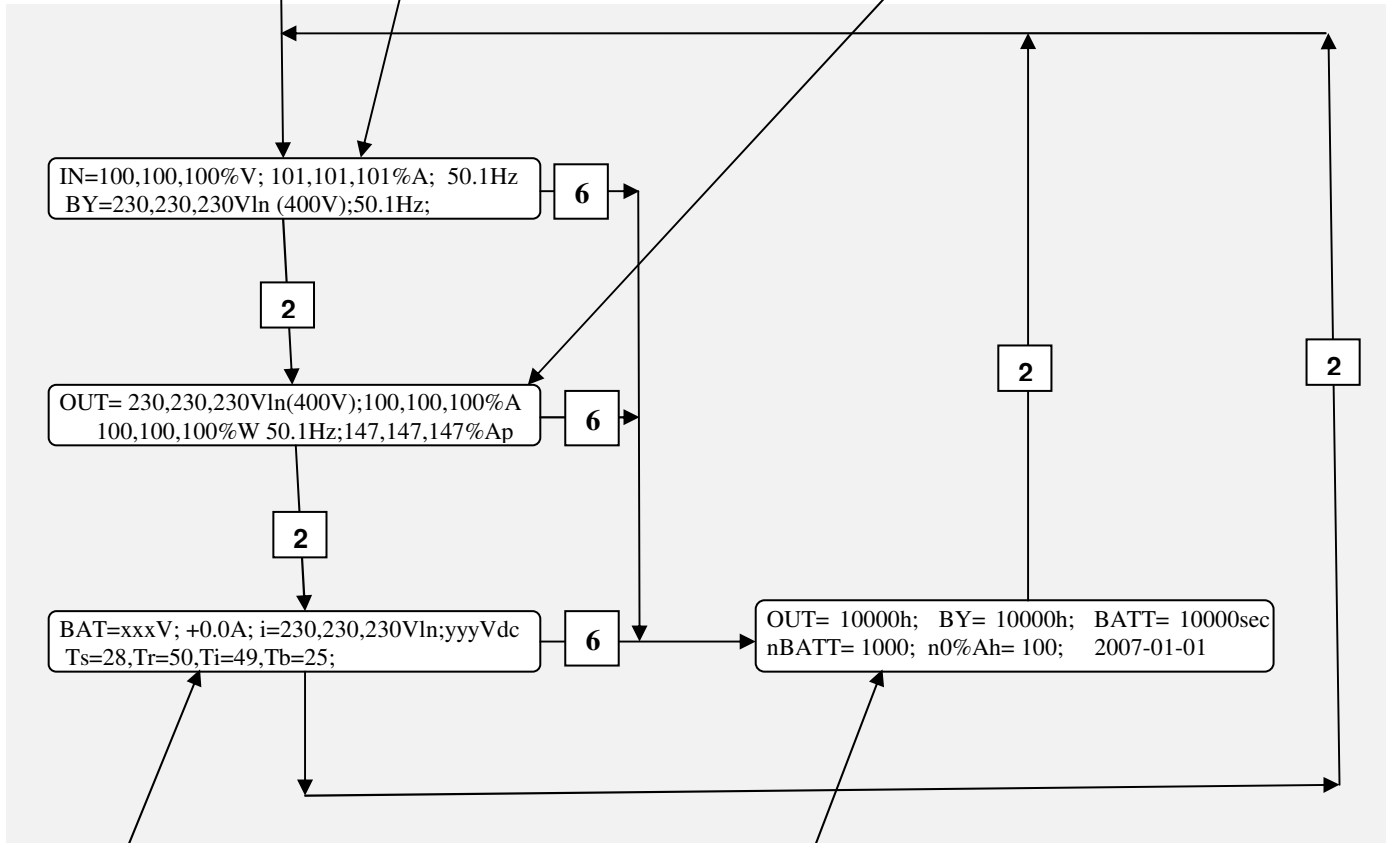 IN=100,100,100%V; 101,101,101%A; 50.1Hz
BY=230,230,230Vln (400V);50.1Hz;
6
2
OUT= 230,230,230Vln(400V);100,100,100%A
100,100,100%W 50.1Hz;147,147,147%Ap
6
2
2
2
BAT=xxxV; +0.0A; i=230,230,230Vln;yyyVdc
Ts=28,Tr=50,Ti=49,Tb=25;
6
OUT= 10000h; BY= 10000h; BATT= 10000sec
nBATT= 1000; n0%Ah= 100; 2007-01-01